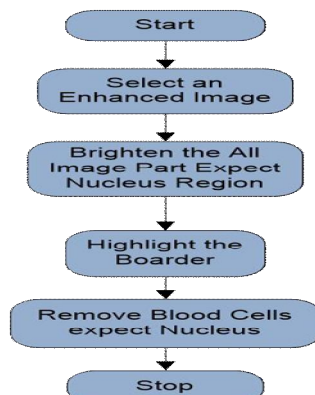 Start
Select an
Enhanced Image
Brighten the All
Image Part Expect
Nucleus Region
Highlight the
Boarder
Remove Blood Cells
expect Nucleus
Stop